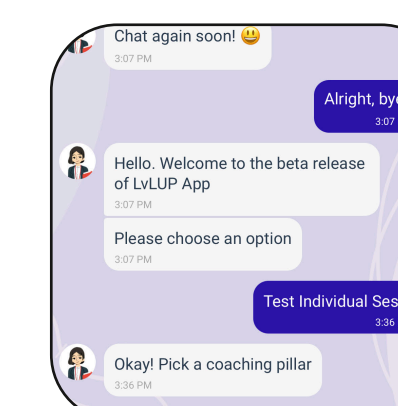 Chat again soon! 😃
3:07 PM
Alright, bye
3:07
Hello. Welcome to the beta release
of LvLUP App
3:07 PM
Please choose an option
3:07 PM
Test Individual Ses
3:36
Okay! Pick a coaching pillar
3:36 PM